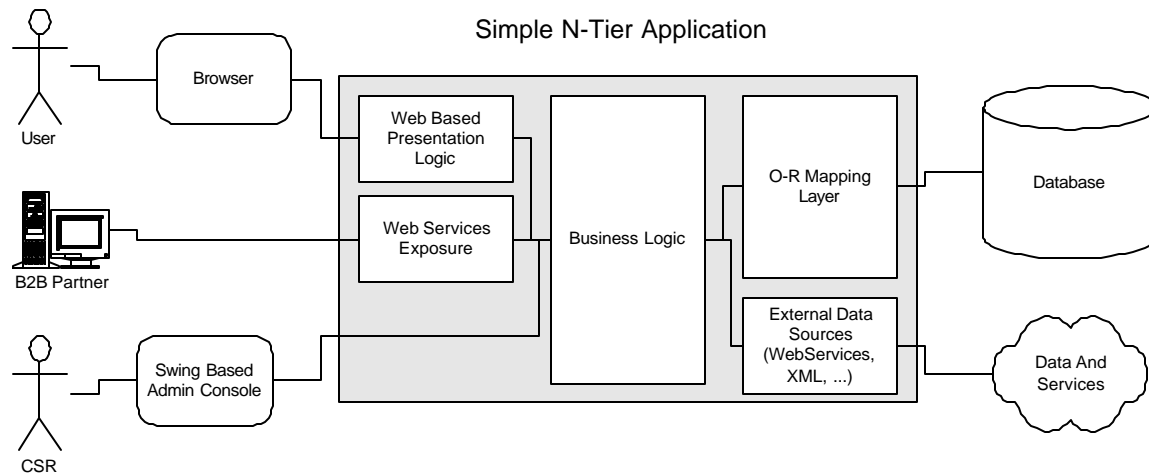 Simple N-Tier Application
User
Browser
Web Based
Presentation
Logic
B2B Partner
Web Services
Exposure
CSR
Swing Based
Admin Console
Business Logic
O-R Mapping
Layer
External Data
Sources
(WebServices,
XML, ...)
Database
Data And
Services